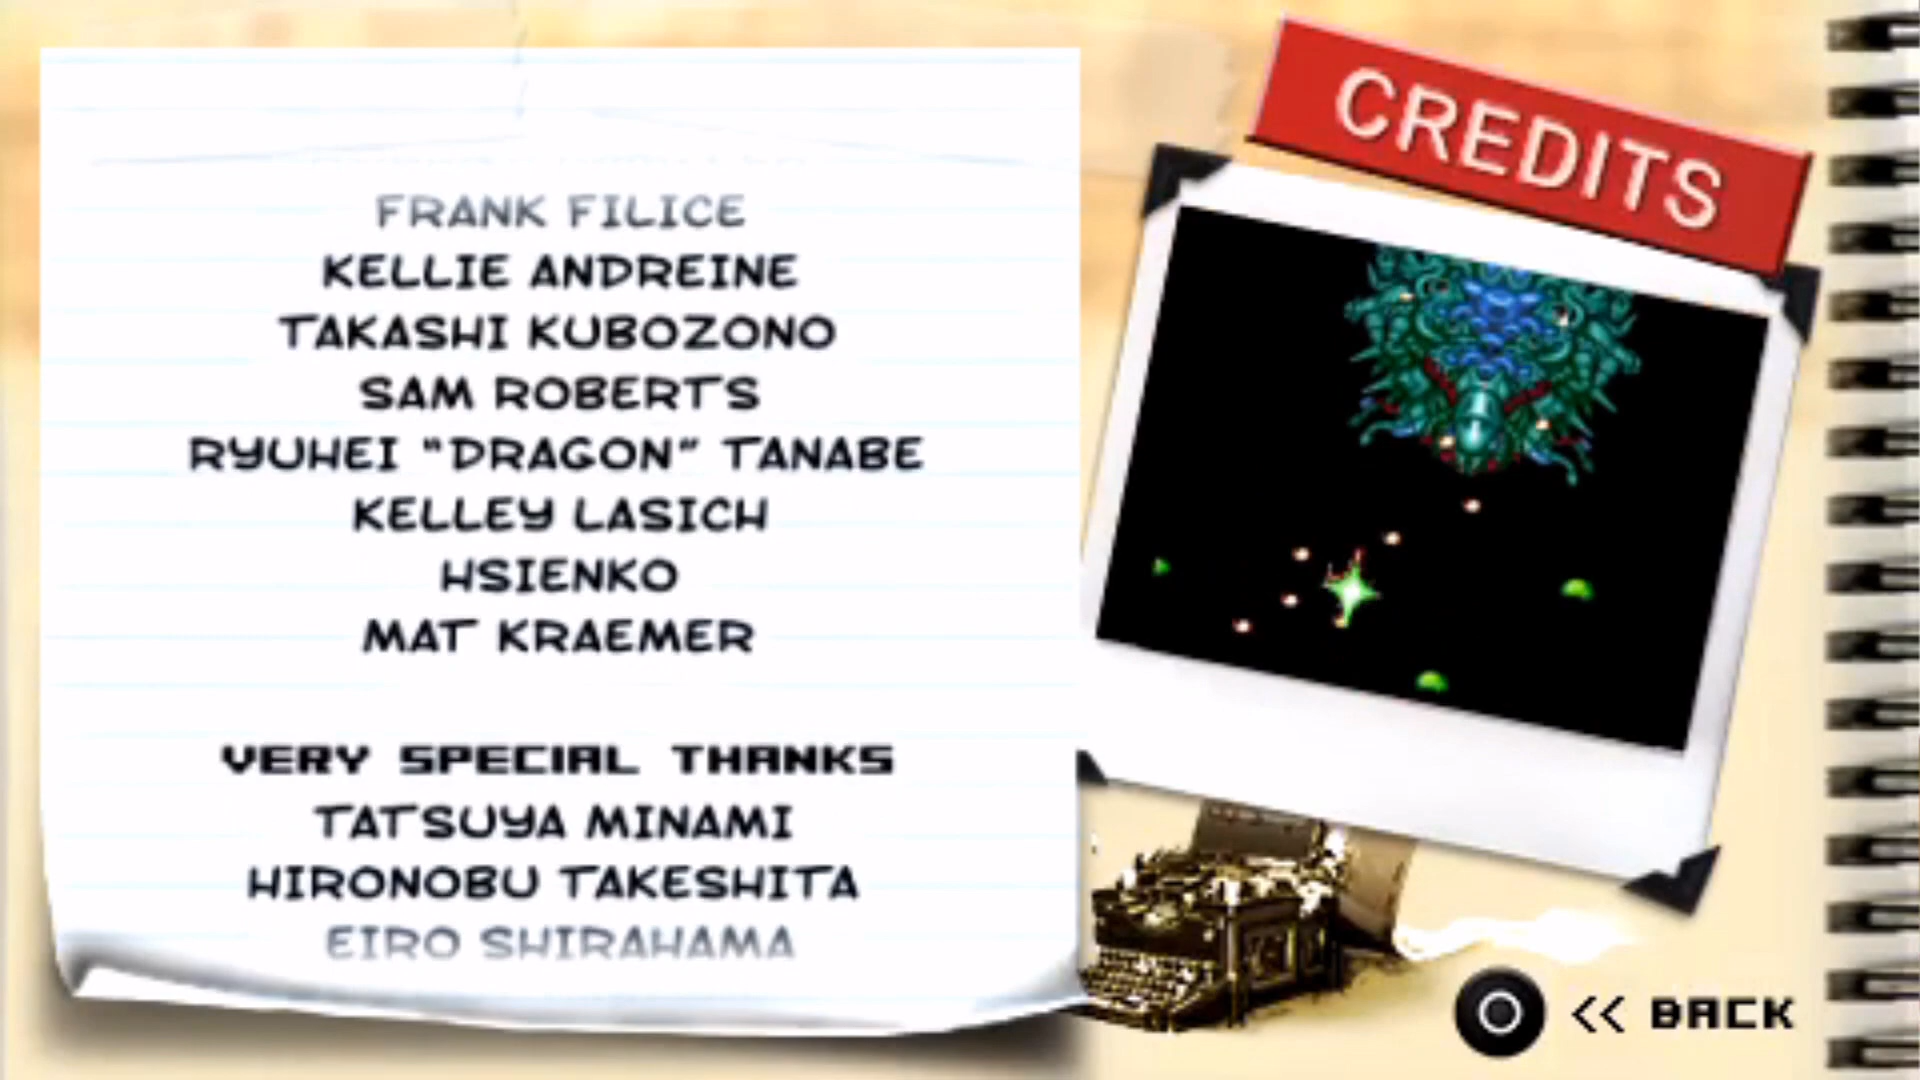 CREDITS
FRANK FILICE
KELLIE ANDREINE
TAKASHI KUBOZONO
SAM ROBERTS
RYUHEI "DRAGON" TANABE
KELLEY LASICH
HSIENKO
MAT KRAEMER
VERY SPECIAL THANKS
TATSUYA MINAMI
HIRONOBU TAKESHITA
EIRO SHIRAHAMA
<< BACK